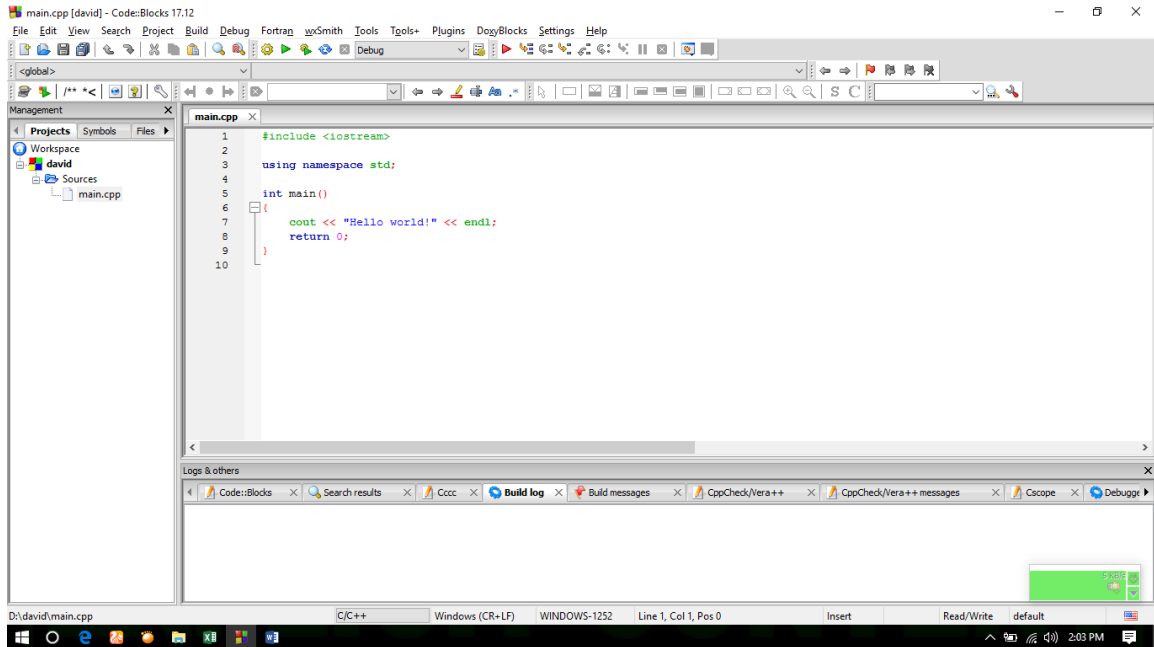 main.cpp [david] - Code::Blocks 17.12
File Edit View Search Project Build Debug Fortran wxSmith Tools Tools+ Plugins DoxyBlocks Settings Help
Debug
<global>
/** *< S C
Management
main.cpp
Projects Symbols Files
Workspace
david
Sources
main.cpp
1 #include <iostream>
2
3 using namespace std;
4
5 int main()
6 {
7 cout << "Hello world!" << endl;
8 return 0;
9 }
10
Logs & others
Code::Blocks Search results Cccc Build log Build messages CppCheck/Vera++ CppCheck/Vera++ messages Cscope Debugge
D:\david\main.cpp C/C++ Windows (CR+LF) WINDOWS-1252 Line 1, Col 1, Pos 0 Insert Read/Write default
2:03 PM